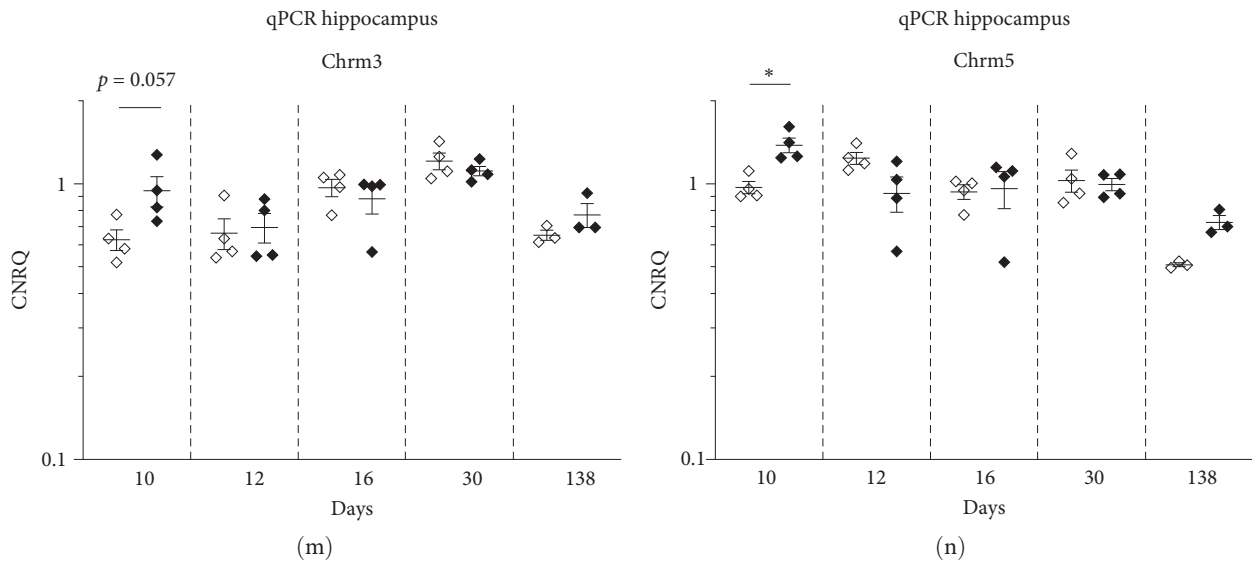 qPCR hippocampus
Chrm3
p = 0.057
1
CNRQ
0.1
10 12 16 30 138
Days
(m)
qPCR hippocampus
Chrm5
*
1
CNRQ
0.1
10 12 16 30 138
Days
(n)